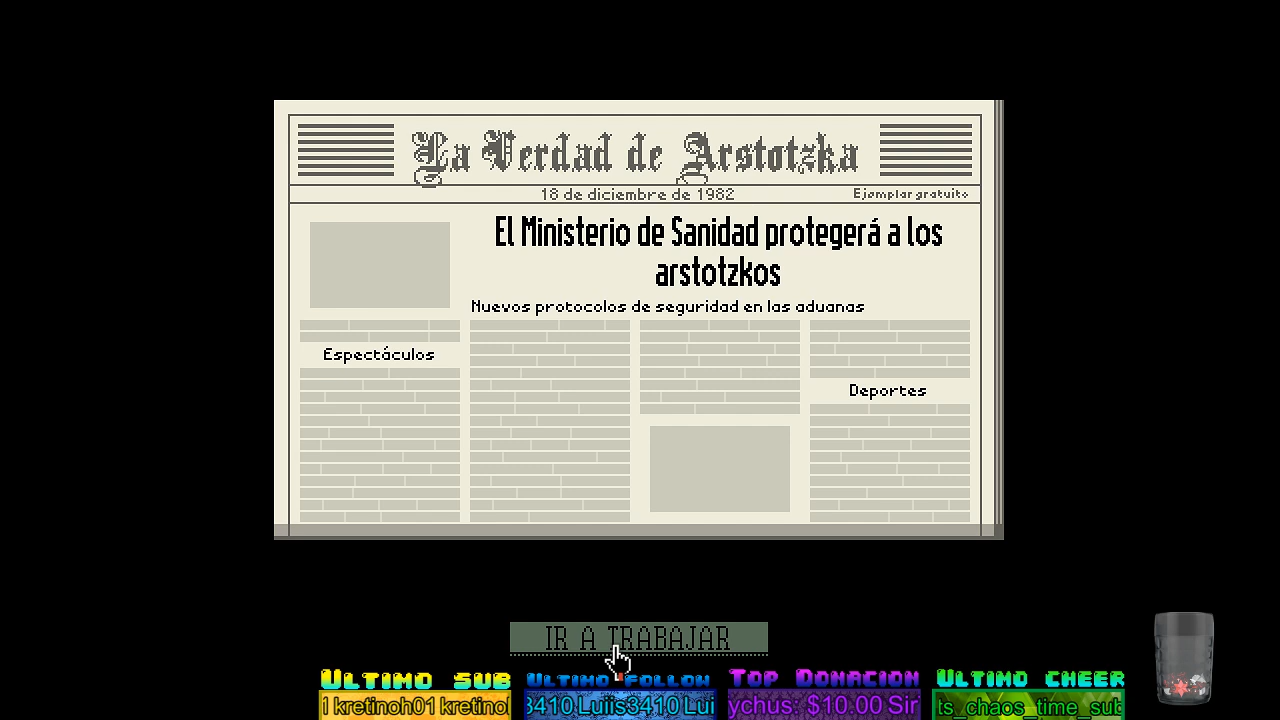 La Verdad de Arstotzka
18 de diciembre de 1982
Ejemplar gratuito
El Ministerio de Sanidad protegerá a los
arstotzkos
Nuevos protocolos de seguridad en las aduanas
Espectáculos
Deportes
IR A TRABAJAR
ULTIMO SUB
ULTIMO FOLLOW
TOP DONACION
ULTIMO CHEER
l kretinoh01 kretinol
3410 Luiis3410 Lui
ychus: $10.00 Sir
ts_chaos_time_sub